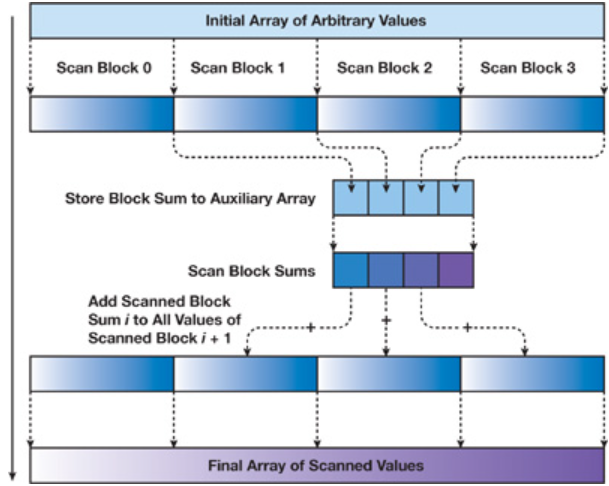 Initial Array of Arbitrary Values
Scan Block 0 Scan Block 1 Scan Block 2 Scan Block 3
Store Block Sum to Auxiliary Array
Scan Block Sums
Add Scanned Block
Sum i to All Values of
Scanned Block i + 1
+ + +
Final Array of Scanned Values